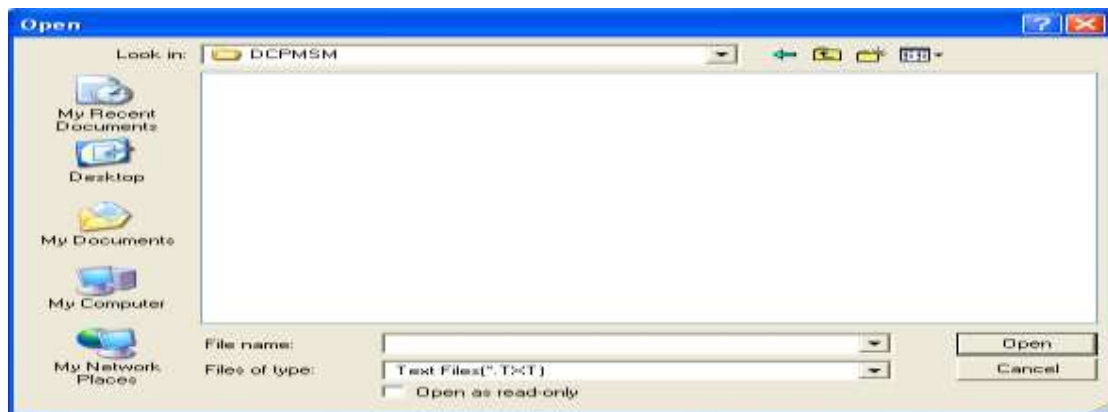 Open
Look in: DCPMSM
My Recent
Documents
Desktop
My Documents
My Computer
My Network
Places
File name:
Open
Files of type: Text Files(*.TXT)
Cancel
Open as read-only